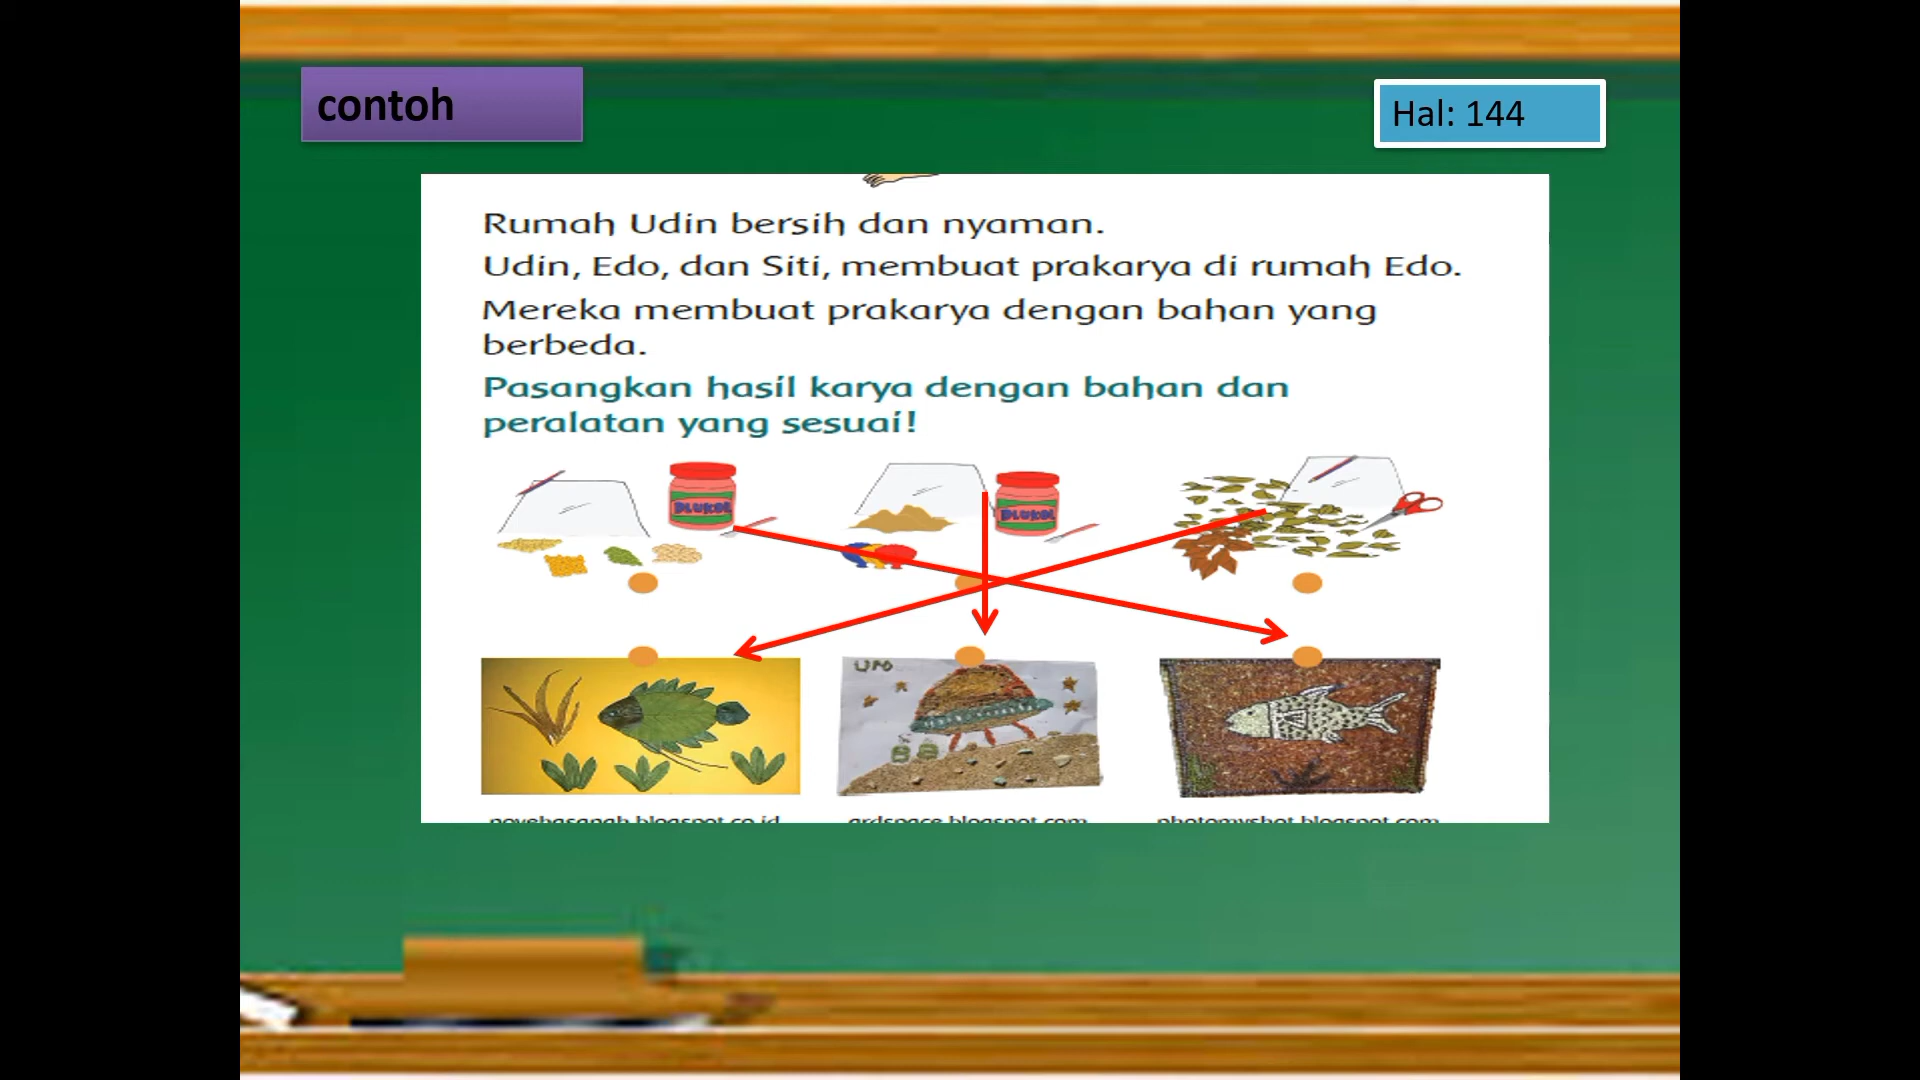 contoh
Hal: 144
Rumah Udin bersih dan nyaman.
Udin, Edo, dan Siti, membuat prakarya di rumah Edo.
Mereka membuat prakarya dengan bahan yang
berbeda.
Pasangkan hasil karya dengan bahan dan
peralatan yang sesuai!
UFO